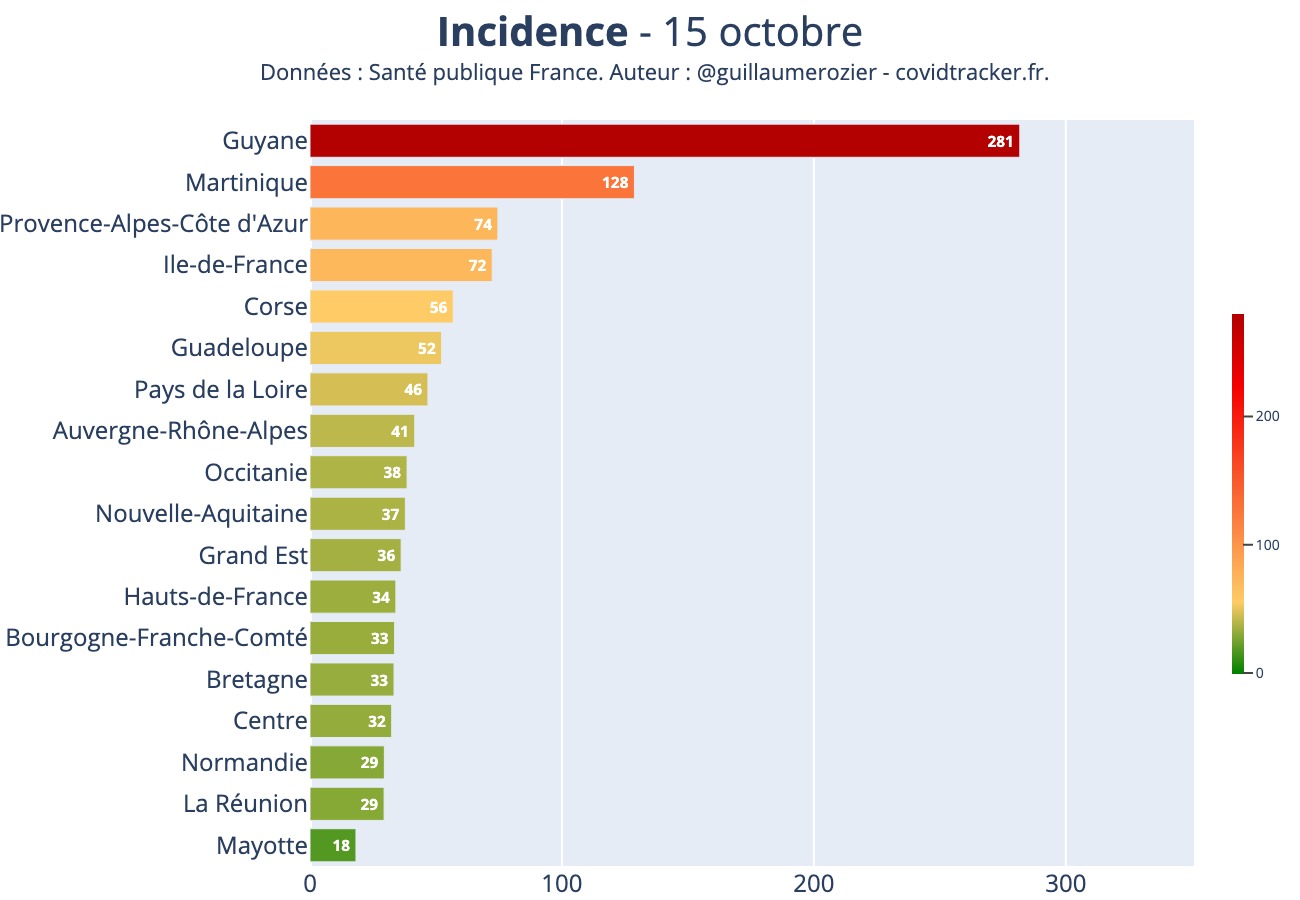 Incidence - 15 octobre
Données : Santé publique France. Auteur : @guillaumerozier - covidtracker.fr.
Guyane 281
Martinique 128
Provence-Alpes-Côte d'Azur 74
Ile-de-France 72
Corse 56
Guadeloupe 52
Pays de la Loire 46
Auvergne-Rhône-Alpes 41
Occitanie 38
Nouvelle-Aquitaine 37
Grand Est 36
Hauts-de-France 34
Bourgogne-Franche-Comté 33
Bretagne 33
Centre 32
Normandie 29
La Réunion 29
Mayotte 18
0 100 200 300
200
100
0